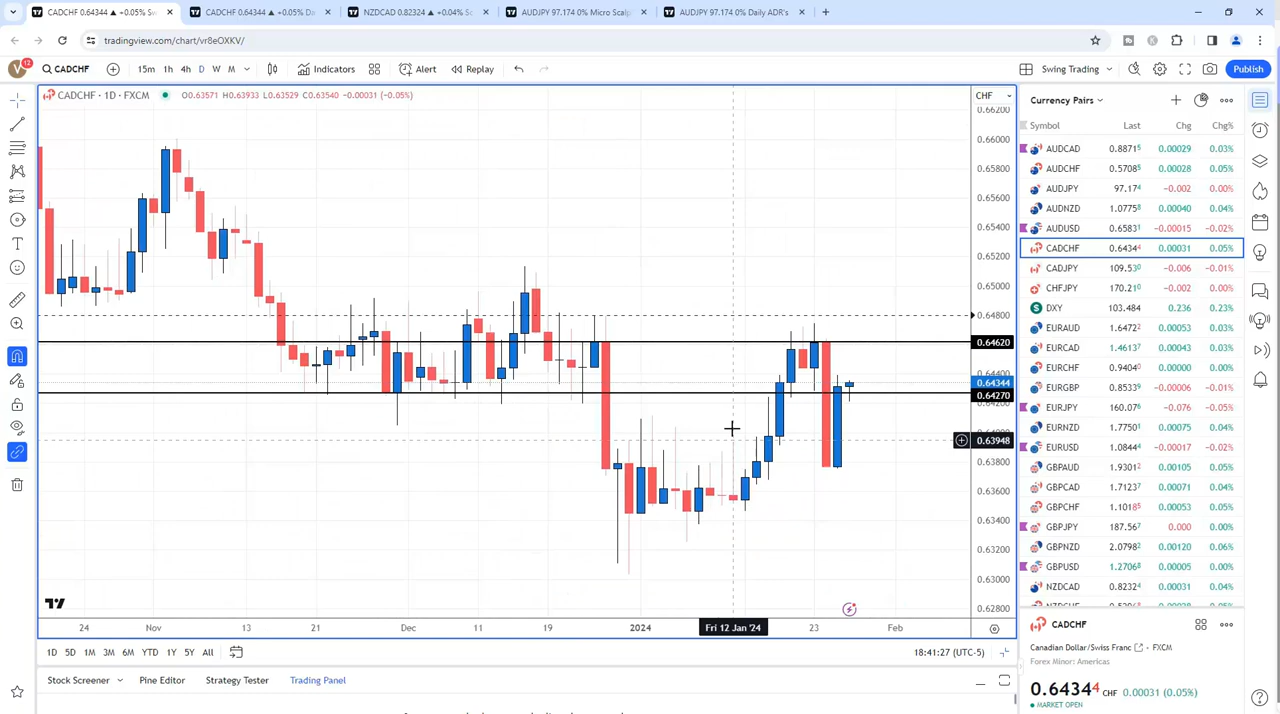 CADCHF 0.64344 ▲ +0.05% Sw
CADCHF 0.64344 ▲ +0.05% D
NZDCAD 0.82324 ▲ +0.04% S
AUDJPY 97.174 0% Micro Scalp
AUDJPY 97.174 0% Daily ADR's
tradingview.com/chart/vr8eOXKV/
V 12
CADCHF
15m 1h 4h D W M
Indicators
Alert
Replay
Swing Trading
Publish
CADCHF · 1D · FXCM
O0.63571 H0.63933 L0.63529 C0.63540 −0.00031 (−0.05%)
CHF
0.66200
0.66000
0.65800
0.65600
0.65400
0.65200
0.65000
0.64800
0.64620
0.64400
0.64344
0.64270
0.63948
0.63800
0.63600
0.63400
0.63200
0.63000
0.62800
24 Nov 13 21 Dec 11 19 2024 Fri 12 Jan '24 23 Feb
1D 5D 1M 3M 6M YTD 1Y 5Y All
18:41:27 (UTC-5)
Stock Screener Pine Editor Strategy Tester Trading Panel
Currency Pairs
Symbol Last Chg Chg%
AUDCAD 0.88715 0.00029 0.03%
AUDCHF 0.57085 0.00028 0.05%
AUDJPY 97.174 −0.002 0.00%
AUDNZD 1.07758 0.00040 0.04%
AUDUSD 0.65831 −0.00015 −0.02%
CADCHF 0.64344 0.00031 0.05%
CADJPY 109.530 −0.006 −0.01%
CHFJPY 170.210 −0.002 0.00%
DXY 103.484 0.236 0.23%
EURAUD 1.64722 0.00053 0.03%
EURCAD 1.46137 0.00043 0.03%
EURCHF 0.94040 0.00000 0.00%
EURGBP 0.85339 −0.00006 −0.01%
EURJPY 160.076 −0.076 −0.05%
EURNZD 1.77501 0.00075 0.04%
EURUSD 1.08444 −0.00017 −0.02%
GBPAUD 1.93012 0.00105 0.05%
GBPCAD 1.71237 0.00071 0.04%
GBPCHF 1.10185 0.00053 0.05%
GBPJPY 187.567 0.000 0.00%
GBPNZD 2.07982 0.00120 0.06%
GBPUSD 1.27068 0.00005 0.00%
NZDCAD 0.82324 0.00031 0.04%
CADCHF
Canadian Dollar/Swiss Franc FXCM
Forex Minor: Americas
0.64344 CHF 0.00031 (0.05%)
MARKET OPEN